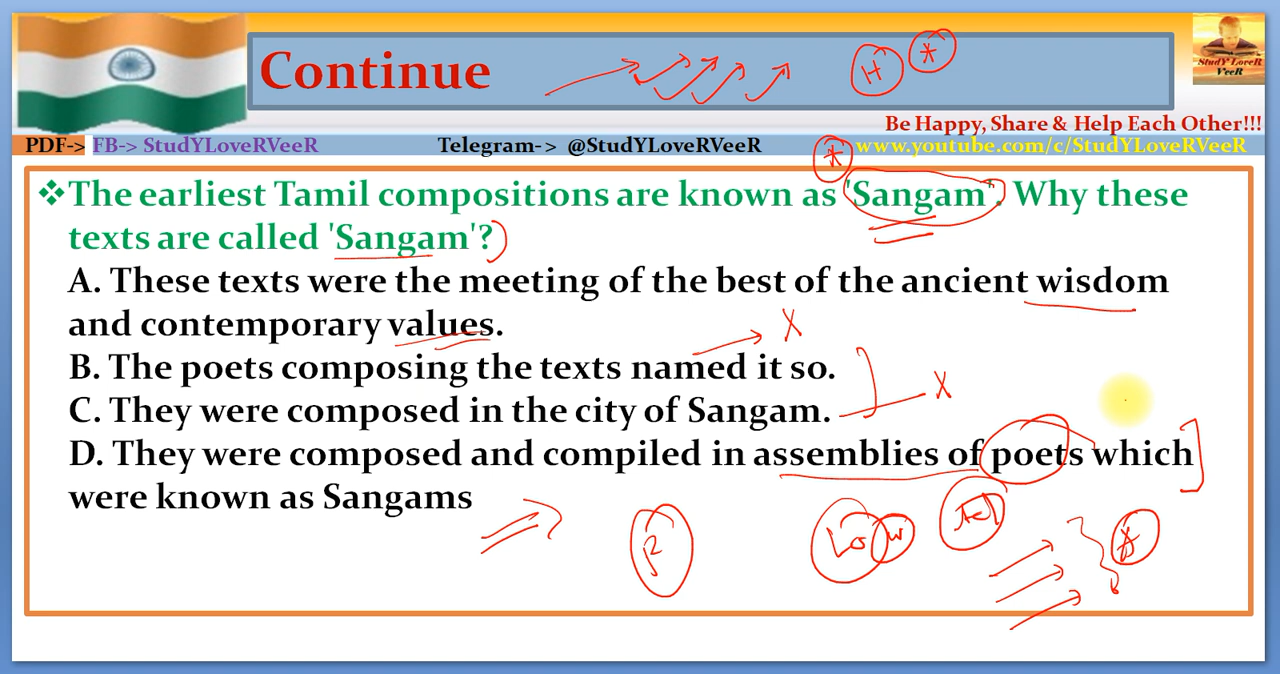 Continue
H
StudY LoveR
VeeR
Be Happy, Share & Help Each Other!!!
PDF-> FB-> StudYLoveRVeeR Telegram-> @StudYLoveRVeeR www.youtube.com/c/StudYLoveRVeeR
❖The earliest Tamil compositions are known as 'Sangam'. Why these
texts are called 'Sangam'?
A. These texts were the meeting of the best of the ancient wisdom
and contemporary values.
X
B. The poets composing the texts named it so.
X
C. They were composed in the city of Sangam.
D. They were composed and compiled in assemblies of poets which
were known as Sangams